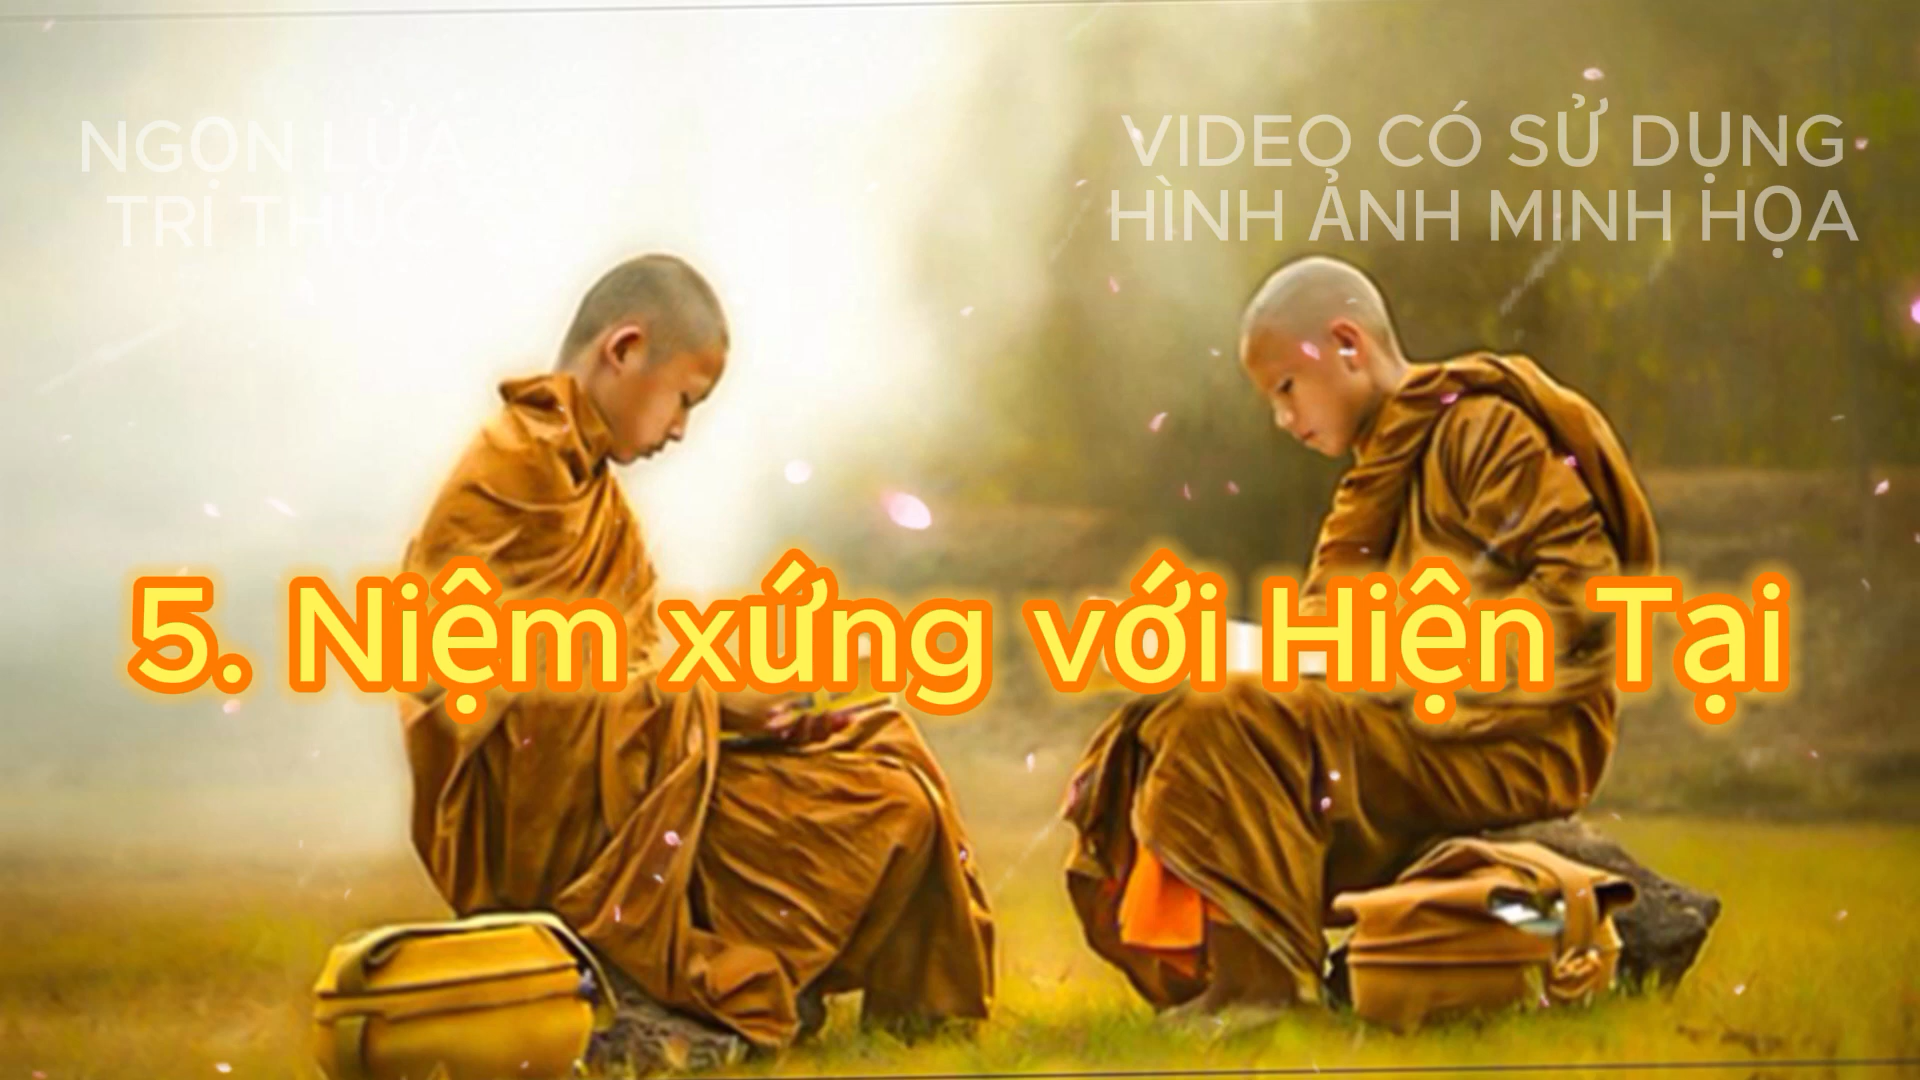 NGỌN LỬA
TRI THỨC
VIDEO CÓ SỬ DỤNG
HÌNH ẢNH MINH HỌA
5. Niệm xứng với Hiện Tại